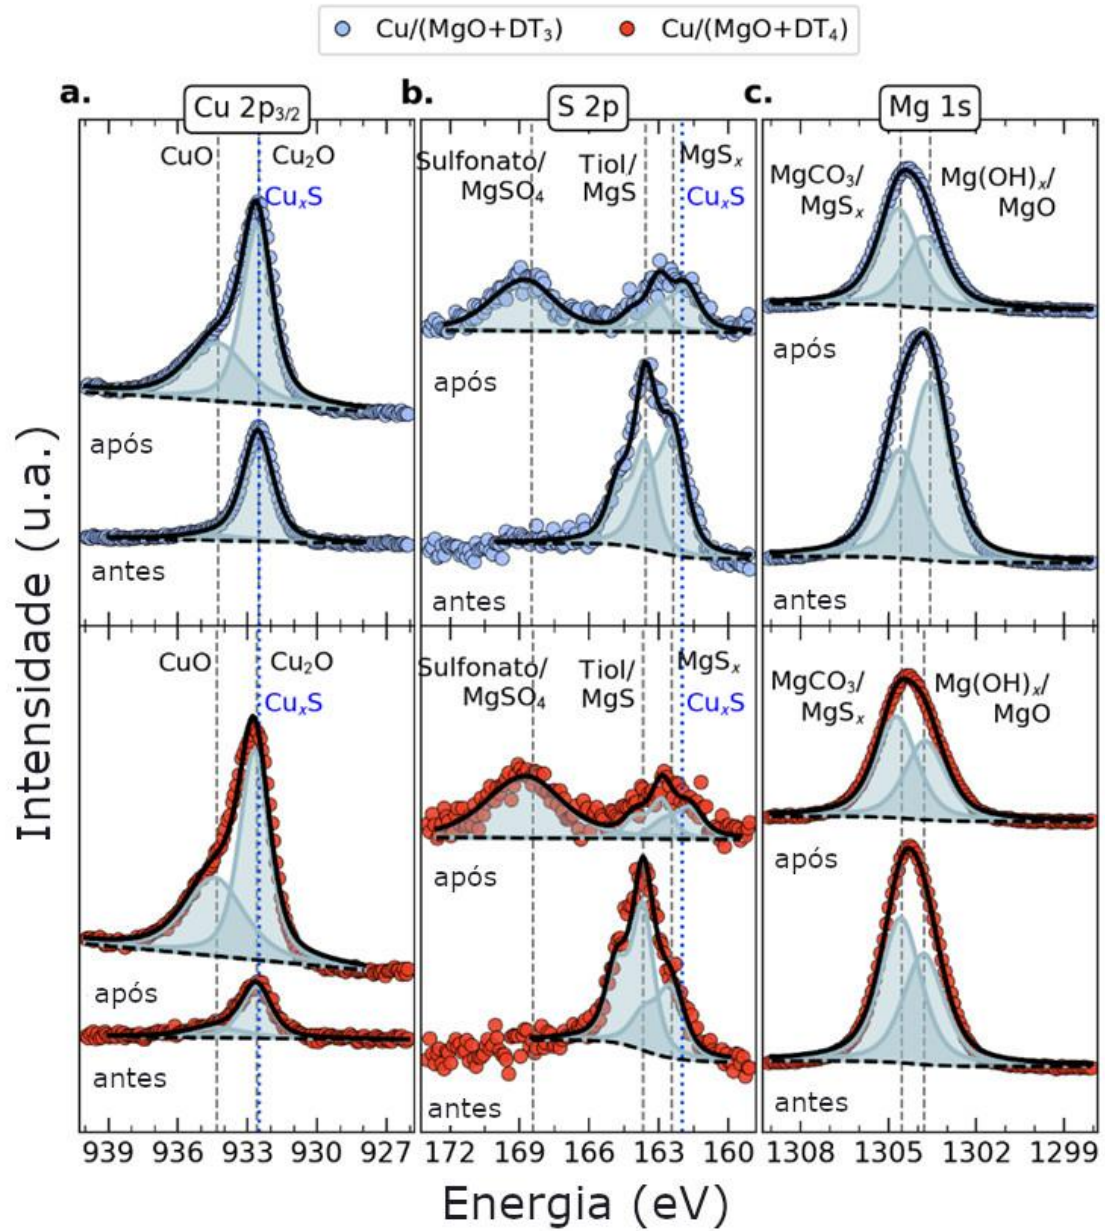 Cu/(MgO+DT₃) Cu/(MgO+DT₄)
a. Cu 2p₃/₂
b. S 2p
c. Mg 1s
CuO Cu₂O
CuₓS
após
antes
Sulfonato/
MgSO₄
Tiol/
MgS
MgSₓ
CuₓS
após
antes
MgCO₃/
MgSₓ
Mg(OH)ₓ/
MgO
após
antes
CuO Cu₂O
CuₓS
após
antes
Sulfonato/
MgSO₄
Tiol/
MgS
MgSₓ
CuₓS
após
antes
MgCO₃/
MgSₓ
Mg(OH)ₓ/
MgO
após
antes
939 936 933 930 927
172 169 166 163 160
1308 1305 1302 1299
Intensidade (u.a.)
Energia (eV)